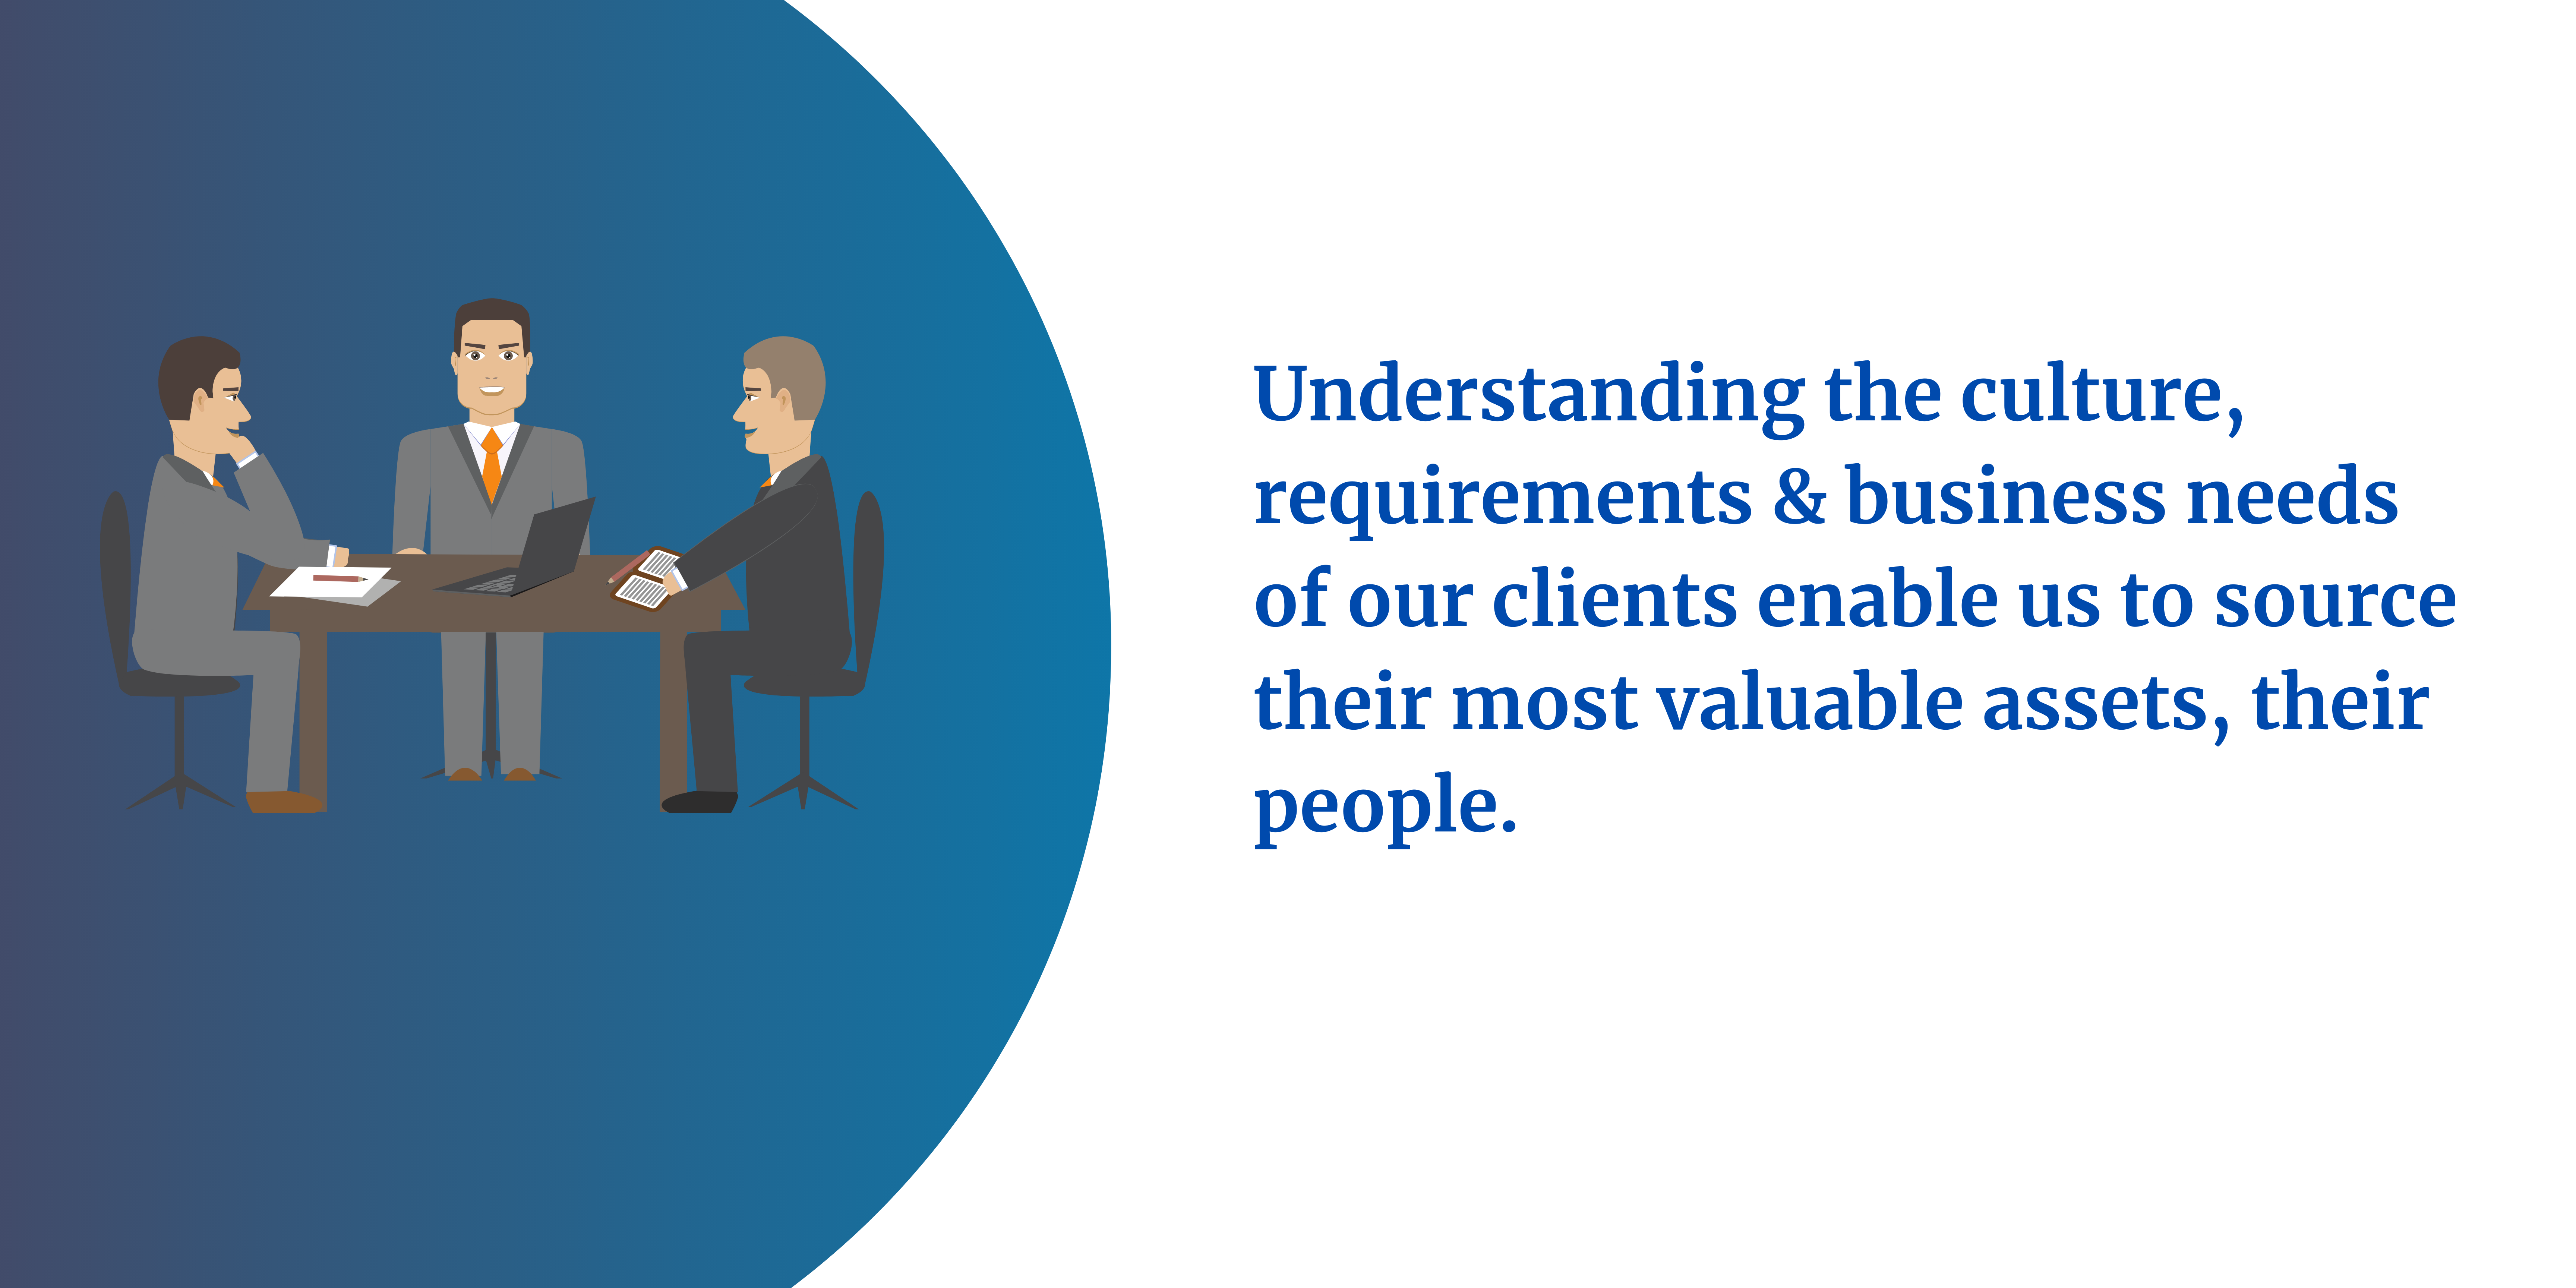 Understanding the culture,
requirements & business needs
of our clients enable us to source
their most valuable assets, their
people.